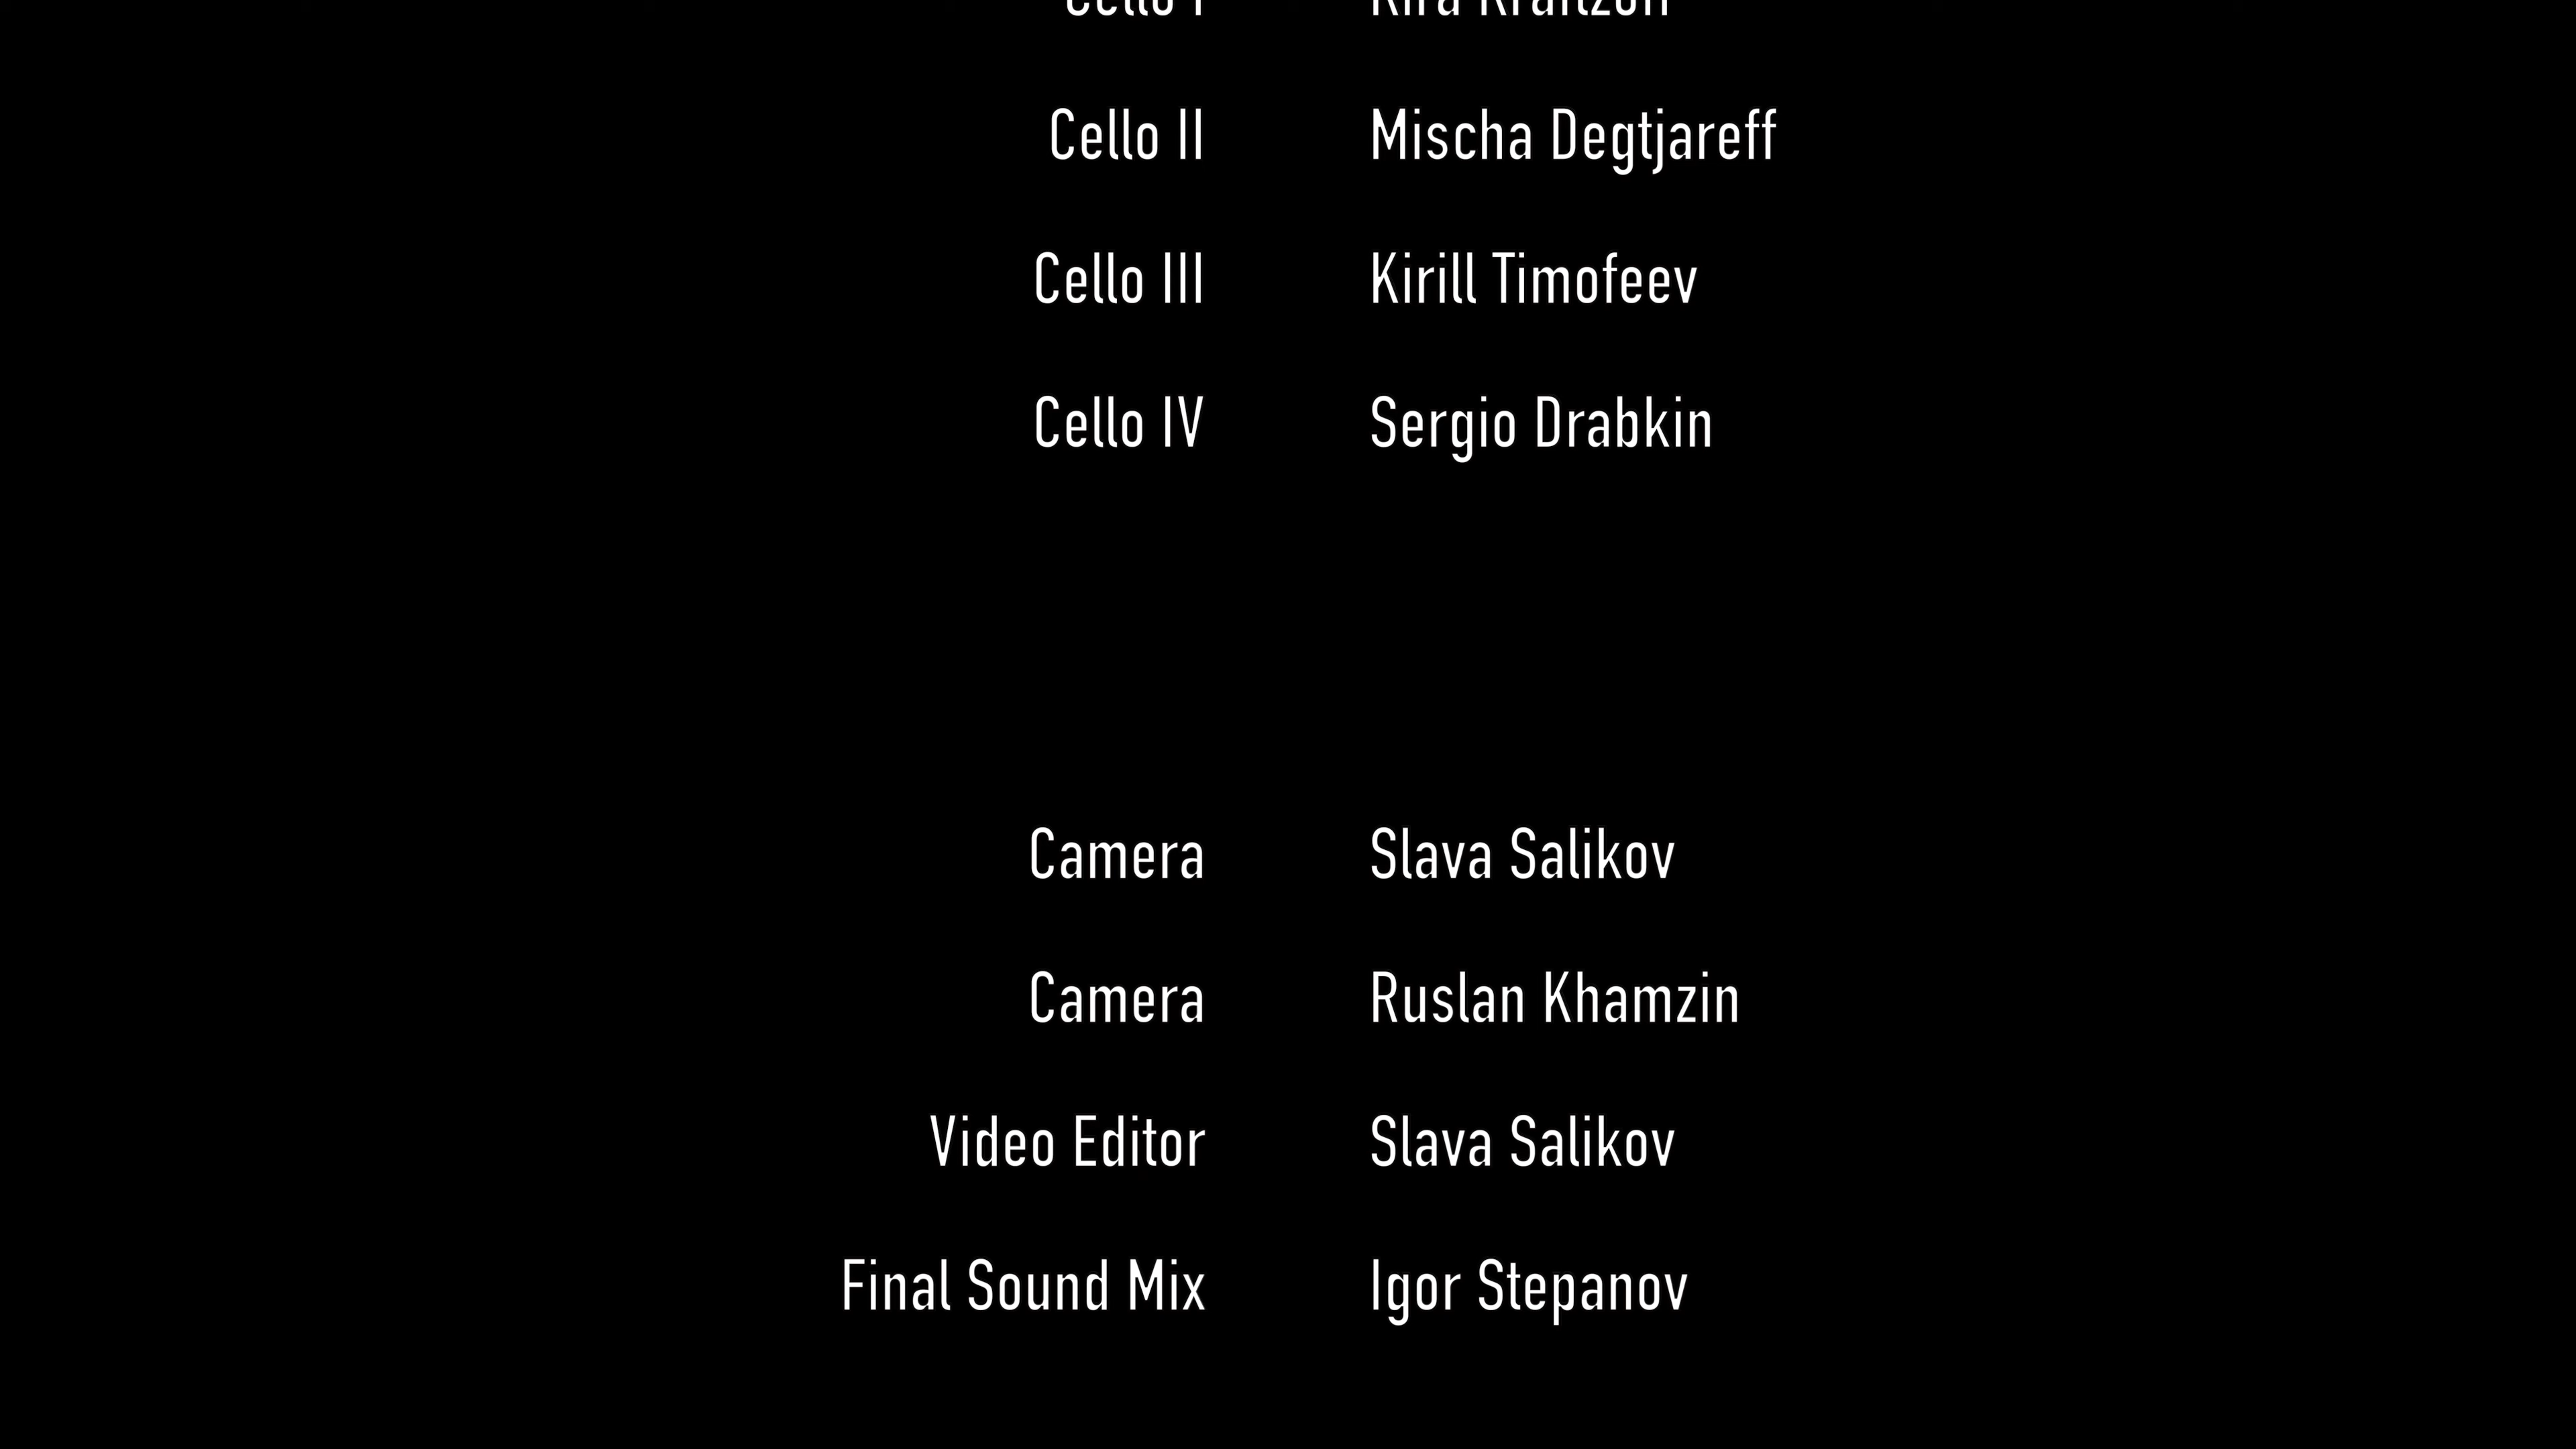 Cello I
Cello II Mischa Degtjareff
Cello III Kirill Timofeev
Cello IV Sergio Drabkin
Camera Slava Salikov
Camera Ruslan Khamzin
Video Editor Slava Salikov
Final Sound Mix Igor Stepanov